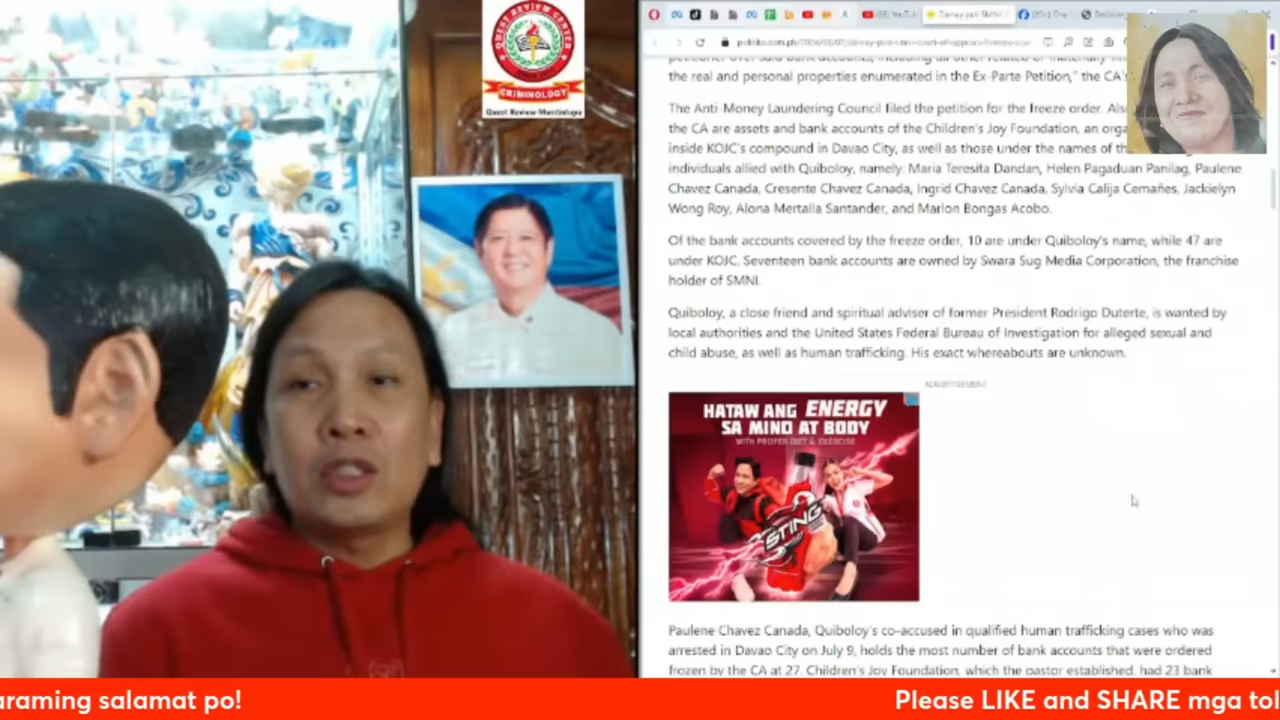 QUEST REVIEW CENTER
CRIMINOLOGY
Quest Review Muntinlupa
the real and personal properties enumerated in the Ex-Parte Petition," the CA's
The Anti-Money Laundering Council filed the petition for the freeze order. Also
the CA are assets and bank accounts of the Children's Joy Foundation, an orga
inside KOJC's compound in Davao City, as well as those under the names of th
individuals allied with Quiboloy, namely: Maria Teresita Dandan, Helen Pagaduan Panilag, Paulene
Chavez Canada, Cresente Chavez Canada, Ingrid Chavez Canada, Sylvia Calija Cemañes, Jackielyn
Wong Roy, Alona Mertalla Santander, and Marlon Bongas Acobo.
Of the bank accounts covered by the freeze order, 10 are under Quiboloy's name, while 47 are
under KOJC. Seventeen bank accounts are owned by Swara Sug Media Corporation, the franchise
holder of SMNI.
Quiboloy, a close friend and spiritual adviser of former President Rodrigo Duterte, is wanted by
local authorities and the United States Federal Bureau of Investigation for alleged sexual and
child abuse, as well as human trafficking. His exact whereabouts are unknown.
ADVERTISEMENT
HATAW ANG ENERGY
SA MIND AT BODY
WITH PROPER DIET & EXERCISE
STING
Paulene Chavez Canada, Quiboloy's co-accused in qualified human trafficking cases who was
arrested in Davao City on July 9, holds the most number of bank accounts that were ordered
frozen by the CA at 27. Children's Joy Foundation, which the pastor established, had 23 bank
araming salamat po!
Please LIKE and SHARE mga tol